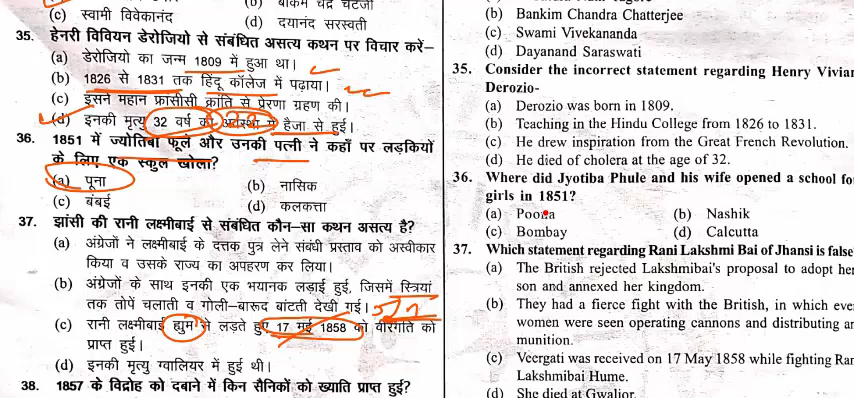 (c) स्वामी विवेकानंद
(d) दयानंद सरस्वती
35. हेनरी विवियन डेरोजियो से संबंधित असत्य कथन पर विचार करें–
(a) डेरोजियो का जन्म 1809 में हुआ था।
(b) 1826 से 1831 तक हिंदू कॉलेज में पढ़ाया।
(c) इसने महान फ्रांसीसी क्रांति से प्रेरणा ग्रहण की।
(d) इनकी मृत्यु 32 वर्ष की अवस्था में हैजा से हुई।
36. 1851 में ज्योतिबा फूले और उनकी पत्नी ने कहाँ पर लड़कियों
के लिए एक स्कुल खोला?
(a) पूना
(b) नासिक
(c) बंबई
(d) कलकत्ता
37. झांसी की रानी लक्ष्मीबाई से संबंधित कौन–सा कथन असत्य है?
(a) अंग्रेजों ने लक्ष्मीबाई के दत्तक पुत्र लेने संबंधी प्रस्ताव को अस्वीकार
किया व उसके राज्य का अपहरण कर लिया।
(b) अंग्रेजों के साथ इनकी एक भयानक लड़ाई हुई, जिसमें स्त्रियां
तक तोपें चलाती व गोली–बारूद बांटती देखी गई।
(c) रानी लक्ष्मीबाई ह्युम से लड़ते हुए 17 मई 1858 को वीरगति को
प्राप्त हुई।
(d) इनकी मृत्यु ग्वालियर में हुई थी।
38. 1857 के विद्रोह को दबाने में किन सैनिकों को ख्याति प्राप्त हुई?
(b) Bankim Chandra Chatterjee
(c) Swami Vivekananda
(d) Dayanand Saraswati
35. Consider the incorrect statement regarding Henry Vivian
Derozio-
(a) Derozio was born in 1809.
(b) Teaching in the Hindu College from 1826 to 1831.
(c) He drew inspiration from the Great French Revolution.
(d) He died of cholera at the age of 32.
36. Where did Jyotiba Phule and his wife opened a school fo
girls in 1851?
(a) Poona
(b) Nashik
(c) Bombay
(d) Calcutta
37. Which statement regarding Rani Lakshmi Bai of Jhansi is false
(a) The British rejected Lakshmibai's proposal to adopt her
son and annexed her kingdom.
(b) They had a fierce fight with the British, in which eve
women were seen operating cannons and distributing
munition.
(c) Veergati was received on 17 May 1858 while fighting Ran
Lakshmibai Hume.
(d) She died at Gwalior.